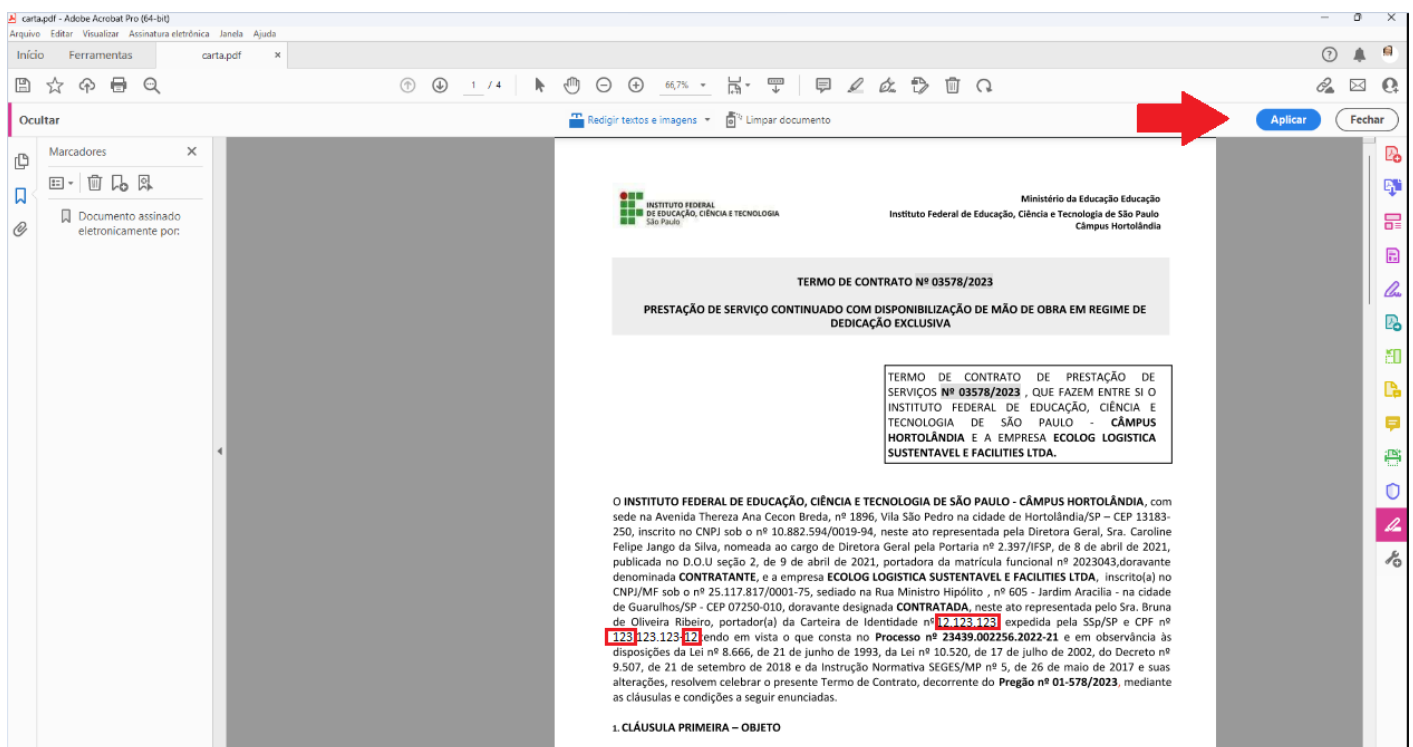 carta.pdf - Adobe Acrobat Pro (64-bit)
Arquivo Editar Visualizar Assinatura eletrônica Janela Ajuda
Início Ferramentas carta.pdf ×
1 / 4 66,7%
Ocultar Redigir textos e imagens Limpar documento Aplicar Fechar
Marcadores ×
Documento assinado
eletronicamente por:
INSTITUTO FEDERAL
DE EDUCAÇÃO, CIÊNCIA E TECNOLOGIA
São Paulo
Ministério da Educação Educação
Instituto Federal de Educação, Ciência e Tecnologia de São Paulo
Câmpus Hortolândia
TERMO DE CONTRATO Nº 03578/2023
PRESTAÇÃO DE SERVIÇO CONTINUADO COM DISPONIBILIZAÇÃO DE MÃO DE OBRA EM REGIME DE
DEDICAÇÃO EXCLUSIVA
TERMO DE CONTRATO DE PRESTAÇÃO DE
SERVIÇOS Nº 03578/2023 , QUE FAZEM ENTRE SI O
INSTITUTO FEDERAL DE EDUCAÇÃO, CIÊNCIA E
TECNOLOGIA DE SÃO PAULO - CÂMPUS
HORTOLÂNDIA E A EMPRESA ECOLOG LOGISTICA
SUSTENTAVEL E FACILITIES LTDA.
O INSTITUTO FEDERAL DE EDUCAÇÃO, CIÊNCIA E TECNOLOGIA DE SÃO PAULO - CÂMPUS HORTOLÂNDIA, com
sede na Avenida Thereza Ana Cecon Breda, nº 1896, Vila São Pedro na cidade de Hortolândia/SP – CEP 13183-
250, inscrito no CNPJ sob o nº 10.882.594/0019-94, neste ato representada pela Diretora Geral, Sra. Caroline
Felipe Jango da Silva, nomeada ao cargo de Diretora Geral pela Portaria nº 2.397/IFSP, de 8 de abril de 2021,
publicada no D.O.U seção 2, de 9 de abril de 2021, portadora da matrícula funcional nº 2023043,doravante
denominada CONTRATANTE, e a empresa ECOLOG LOGISTICA SUSTENTAVEL E FACILITIES LTDA, inscrito(a) no
CNPJ/MF sob o nº 25.117.817/0001-75, sediado na Rua Ministro Hipólito , nº 605 - Jardim Aracilia - na cidade
de Guarulhos/SP - CEP 07250-010, doravante designada CONTRATADA, neste ato representada pelo Sra. Bruna
de Oliveira Ribeiro, portador(a) da Carteira de Identidade nº 12.123.123, expedida pela SSp/SP e CPF nº
123.123.123-12 tendo em vista o que consta no Processo nº 23439.002256.2022-21 e em observância às
disposições da Lei nº 8.666, de 21 de junho de 1993, da Lei nº 10.520, de 17 de julho de 2002, do Decreto nº
9.507, de 21 de setembro de 2018 e da Instrução Normativa SEGES/MP nº 5, de 26 de maio de 2017 e suas
alterações, resolvem celebrar o presente Termo de Contrato, decorrente do Pregão nº 01-578/2023, mediante
as cláusulas e condições a seguir enunciadas.
1. CLÁUSULA PRIMEIRA – OBJETO